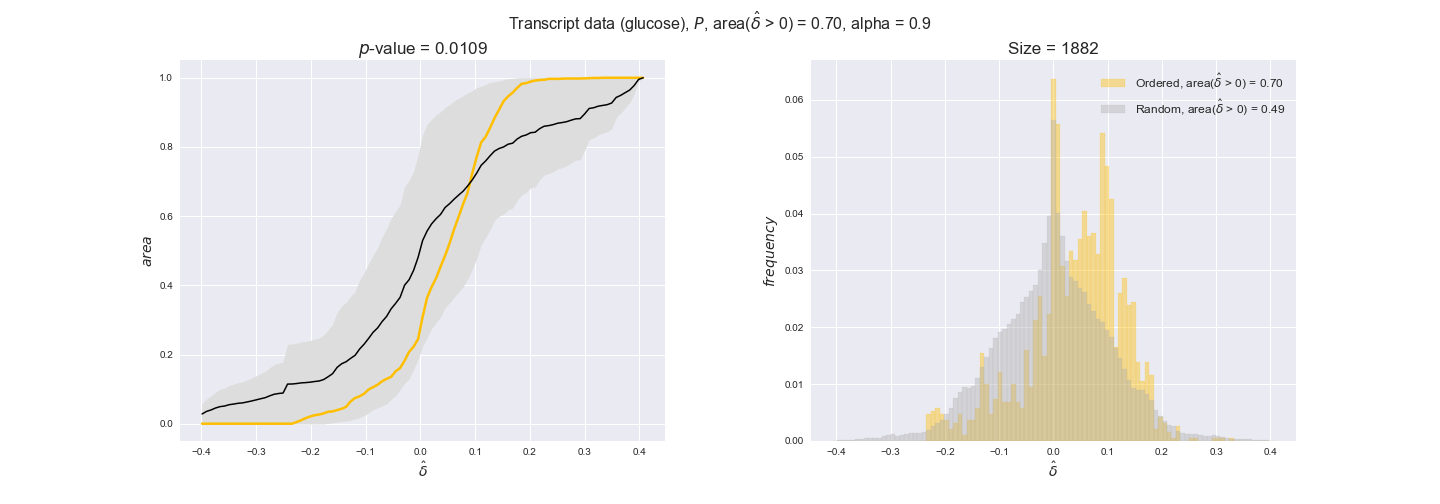 Transcript data (glucose), P, area(δ̂ > 0) = 0.70, alpha = 0.9
p-value = 0.0109
1.0
0.8
0.6
0.4
0.2
0.0
area
−0.4 −0.3 −0.2 −0.1 0.0 0.1 0.2 0.3 0.4
δ̂
Size = 1882
Ordered, area(δ̂ > 0) = 0.70
Random, area(δ̂ > 0) = 0.49
0.06
0.05
0.04
0.03
0.02
0.01
0.00
frequency
−0.4 −0.3 −0.2 −0.1 0.0 0.1 0.2 0.3 0.4
δ̂